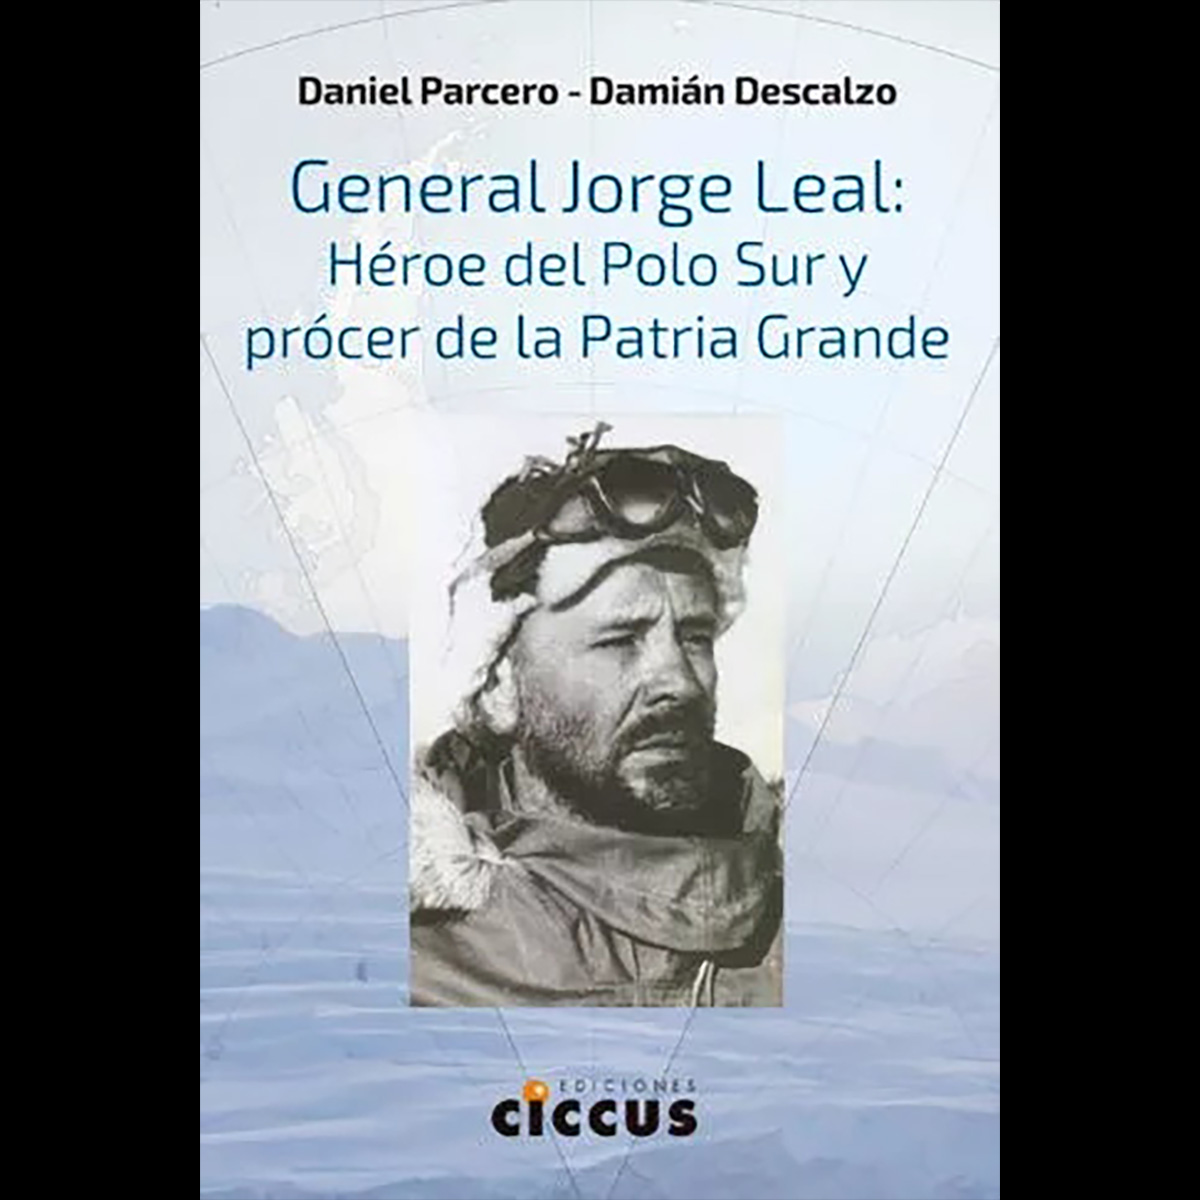 Daniel Parcero - Damián Descalzo
General Jorge Leal:
Héroe del Polo Sur y
prócer de la Patria Grande
EDICIONES
CICCUS